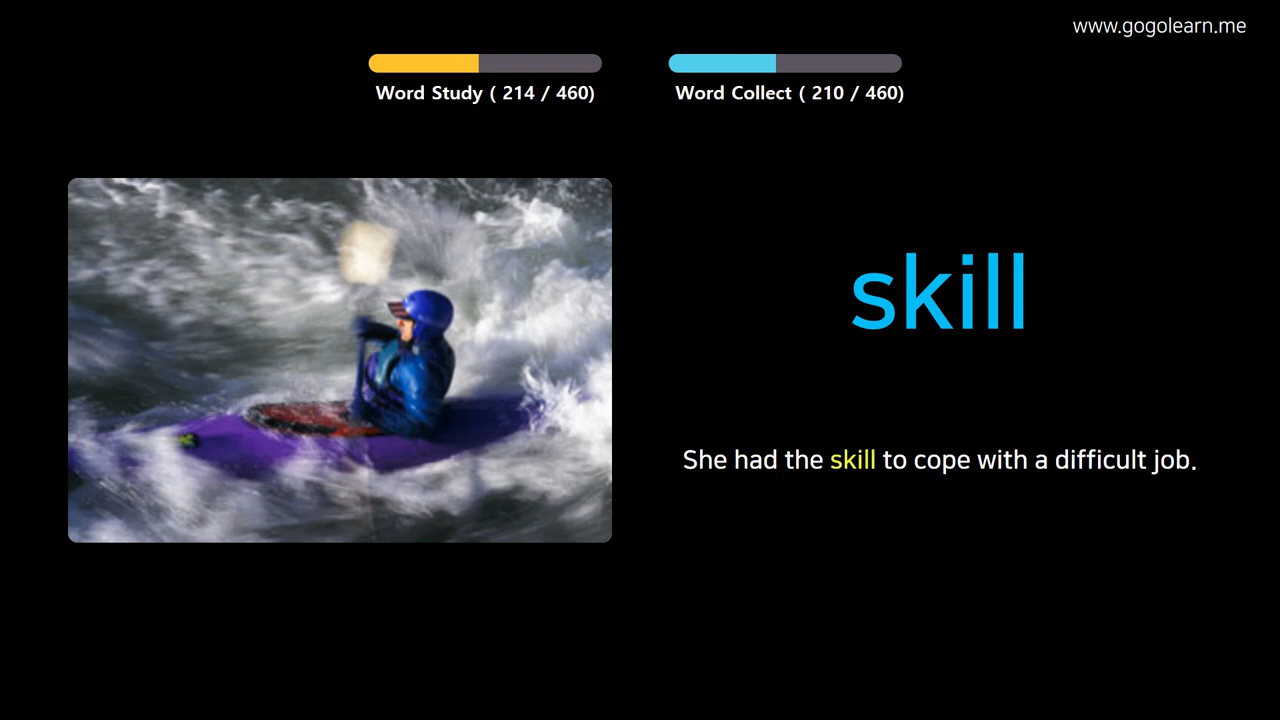 www.gogolearn.me
Word Study ( 214 / 460)
Word Collect ( 210 / 460)
skill
She had the skill to cope with a difficult job.